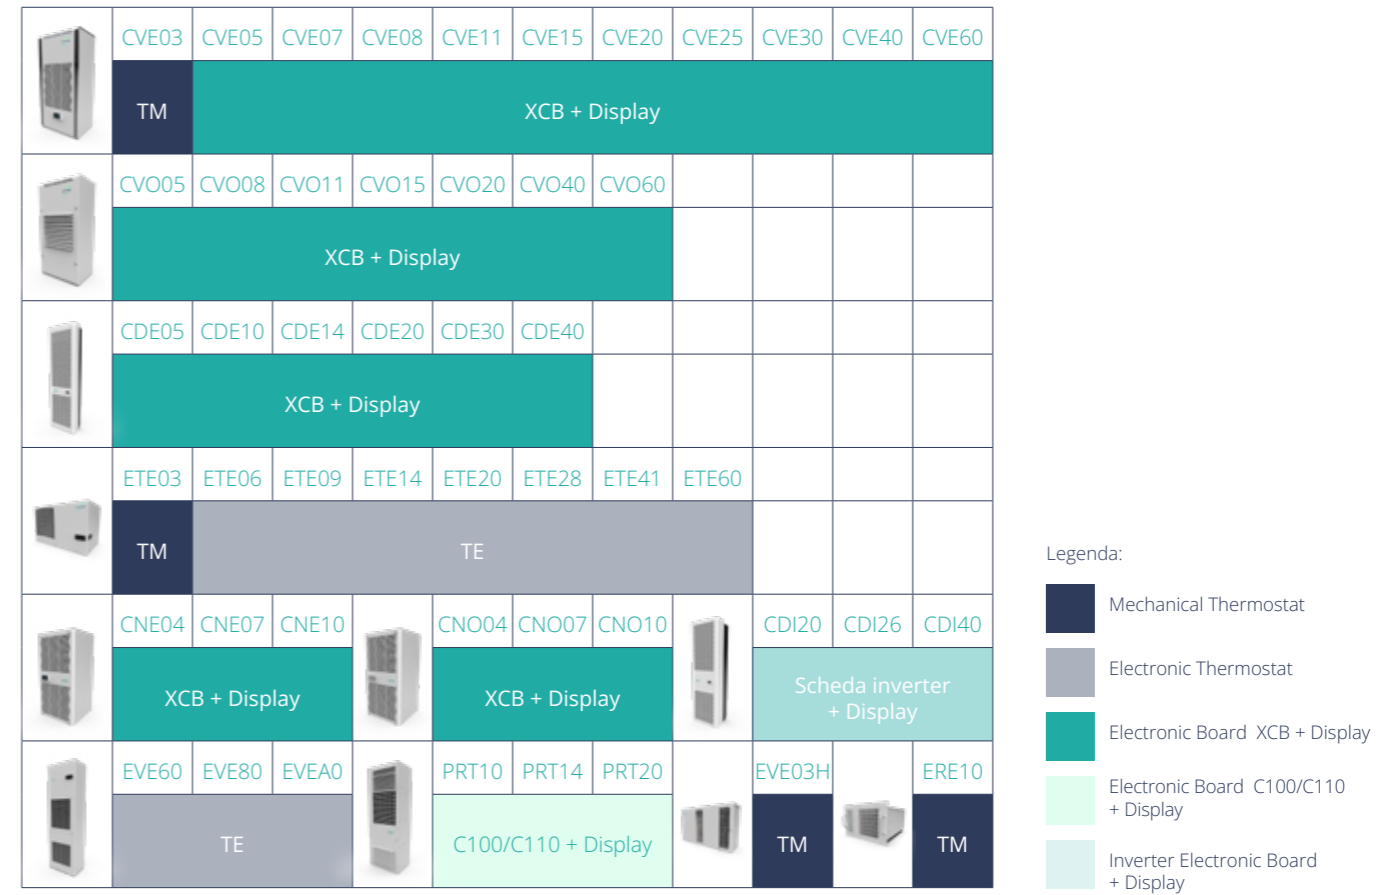 CVE03 CVE05 CVE07 CVE08 CVE11 CVE15 CVE20 CVE25 CVE30 CVE40 CVE60
TM XCB + Display
CVO05 CVO08 CVO11 CVO15 CVO20 CVO40 CVO60
XCB + Display
CDE05 CDE10 CDE14 CDE20 CDE30 CDE40
XCB + Display
ETE03 ETE06 ETE09 ETE14 ETE20 ETE28 ETE41 ETE60
TM TE
CNE04 CNE07 CNE10 CNO04 CNO07 CNO10 CDI20 CDI26 CDI40
XCB + Display XCB + Display Scheda inverter
+ Display
EVE60 EVE80 EVEA0 PRT10 PRT14 PRT20 EVE03H ERE10
TE C100/C110 + Display TM TM
Legenda:
Mechanical Thermostat
Electronic Thermostat
Electronic Board XCB + Display
Electronic Board C100/C110
+ Display
Inverter Electronic Board
+ Display